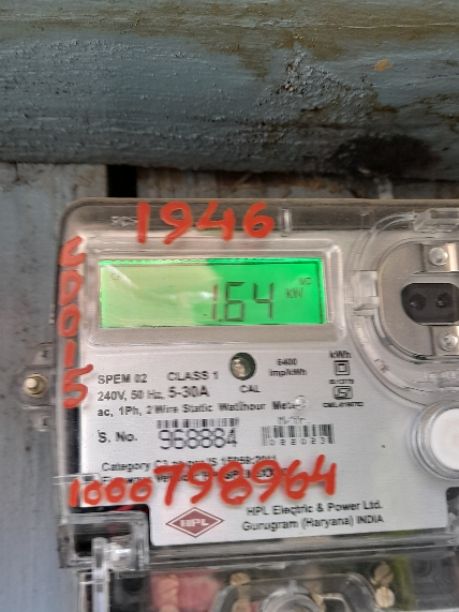 1946
1.64 kW
SPEM 02 CLASS 1
240V, 50 Hz, 5-30A
ac, 1Ph, 2 Wire Static Watthour Meter
CAL
6400
imp/kWh
kWh
S. No. 968884
Category
1000798964
HPL
HPL Electric & Power Ltd.
Gurugram (Haryana) INDIA